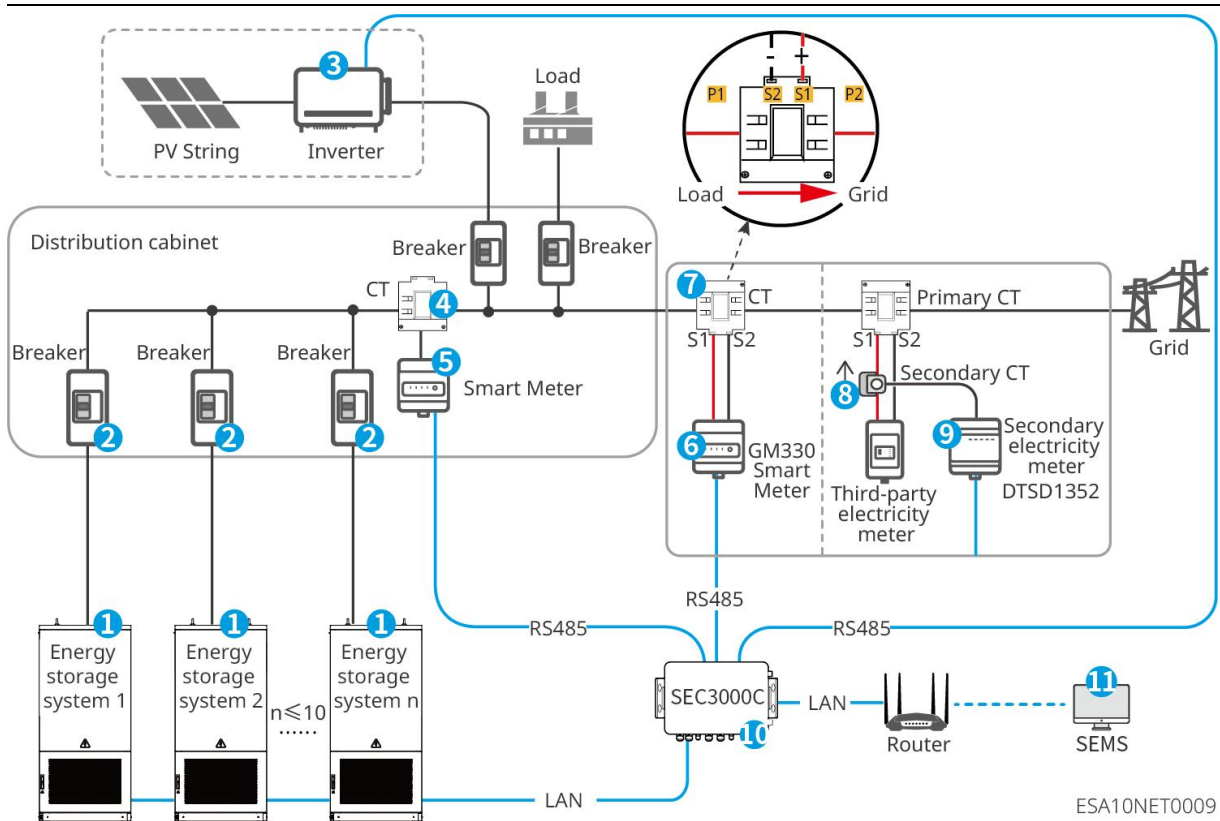 3
PV String
Inverter
Load
-
+
P1
S2
S1
P2
Load
Grid
Distribution cabinet
Breaker
Breaker
CT
4
7
CT
Primary CT
S1
S2
S1
S2
Grid
Breaker
Breaker
Breaker
5
Smart Meter
8
Secondary CT
2
2
2
6
GM330
Smart
Meter
Third-party
electricity
meter
9
Secondary
electricity
meter
DTSD1352
RS485
RS485
RS485
1
Energy
storage
system 1
1
Energy
storage
system 2
n≤10
......
1
Energy
storage
system n
SEC3000C
10
LAN
Router
11
SEMS
LAN
ESA10NET0009